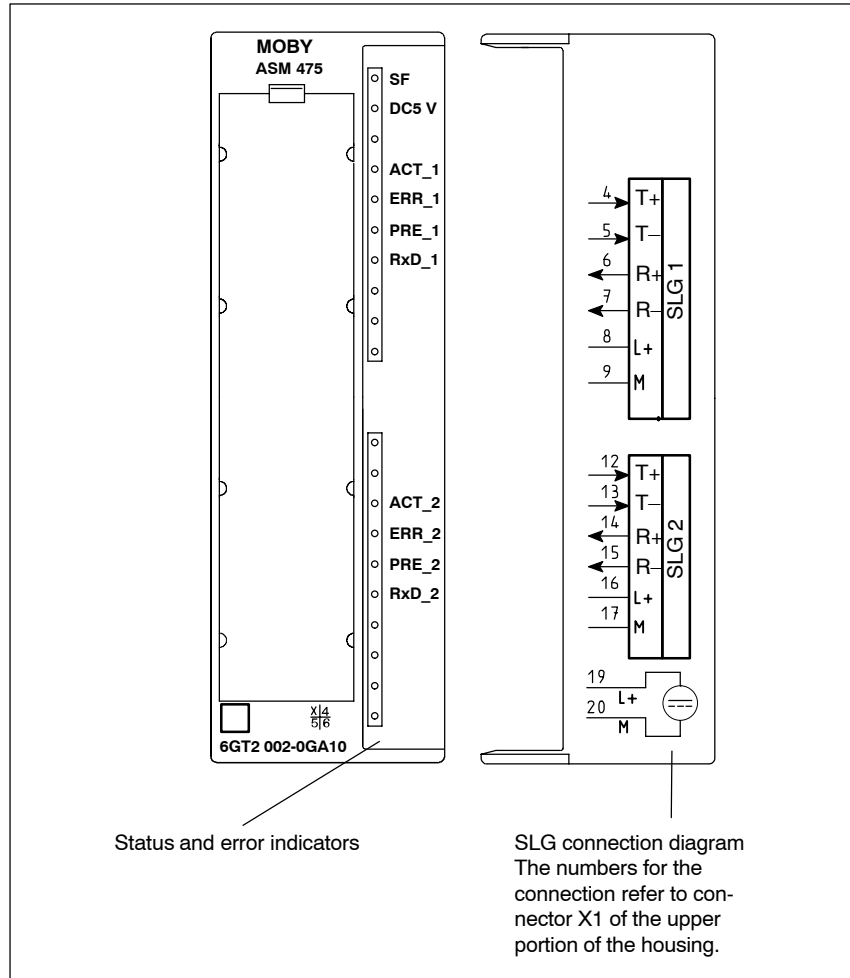 MOBY
ASM 475
SF
DC5 V
ACT_1
ERR_1
PRE_1
RxD_1
ACT_2
ERR_2
PRE_2
RxD_2
X 4
5 6
6GT2 002-0GA10
4 T+
5 T–
6 R+
7 R–
8 L+
9 M
SLG 1
12 T+
13 T–
14 R+
15 R–
16 L+
17 M
SLG 2
19 L+
20 M
Status and error indicators
SLG connection diagram
The numbers for the
connection refer to con-
nector X1 of the upper
portion of the housing.